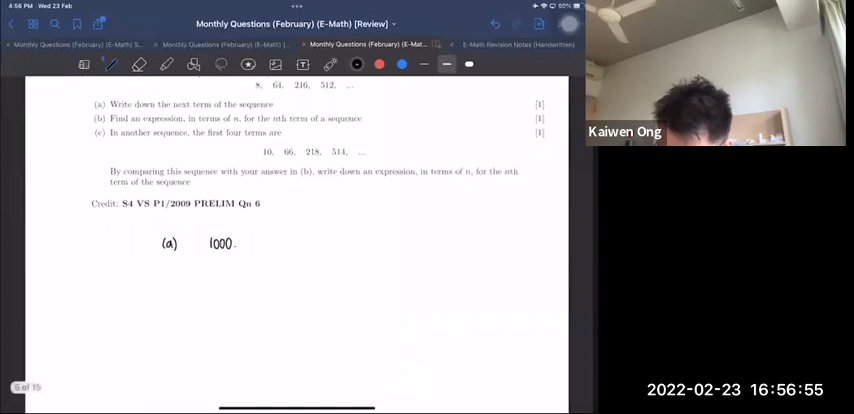 4:56 PM Wed 23 Feb
60%
Monthly Questions (February) (E-Math) [Review]
Monthly Questions (February) (E-Math) S...
Monthly Questions (February) (E-Math) [...
Monthly Questions (February) (E-Mat...
E-Math Revision Notes (Handwritten)
8, 64, 216, 512, ...
(a) Write down the next term of the sequence [1]
(b) Find an expression, in terms of n, for the nth term of a sequence [1]
(c) In another sequence, the first four terms are [1]
10, 66, 218, 514, ...
By comparing this sequence with your answer in (b), write down an expression, in terms of n, for the nth
term of the sequence
Credit: S4 VS P1/2009 PRELIM Qn 6
(a) 1000.
5 of 15
Kaiwen Ong
2022-02-23 16:56:55